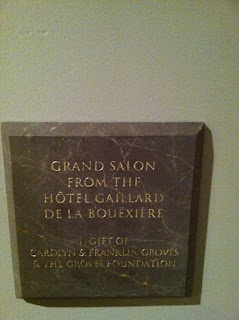 GRAND SALON
FROM THE
HÔTEL GAILLARD
DE LA BOUËXIÈRE
A GIFT OF
CAROLYN & FRANKLIN GROVES
& THE GROVES FOUNDATION